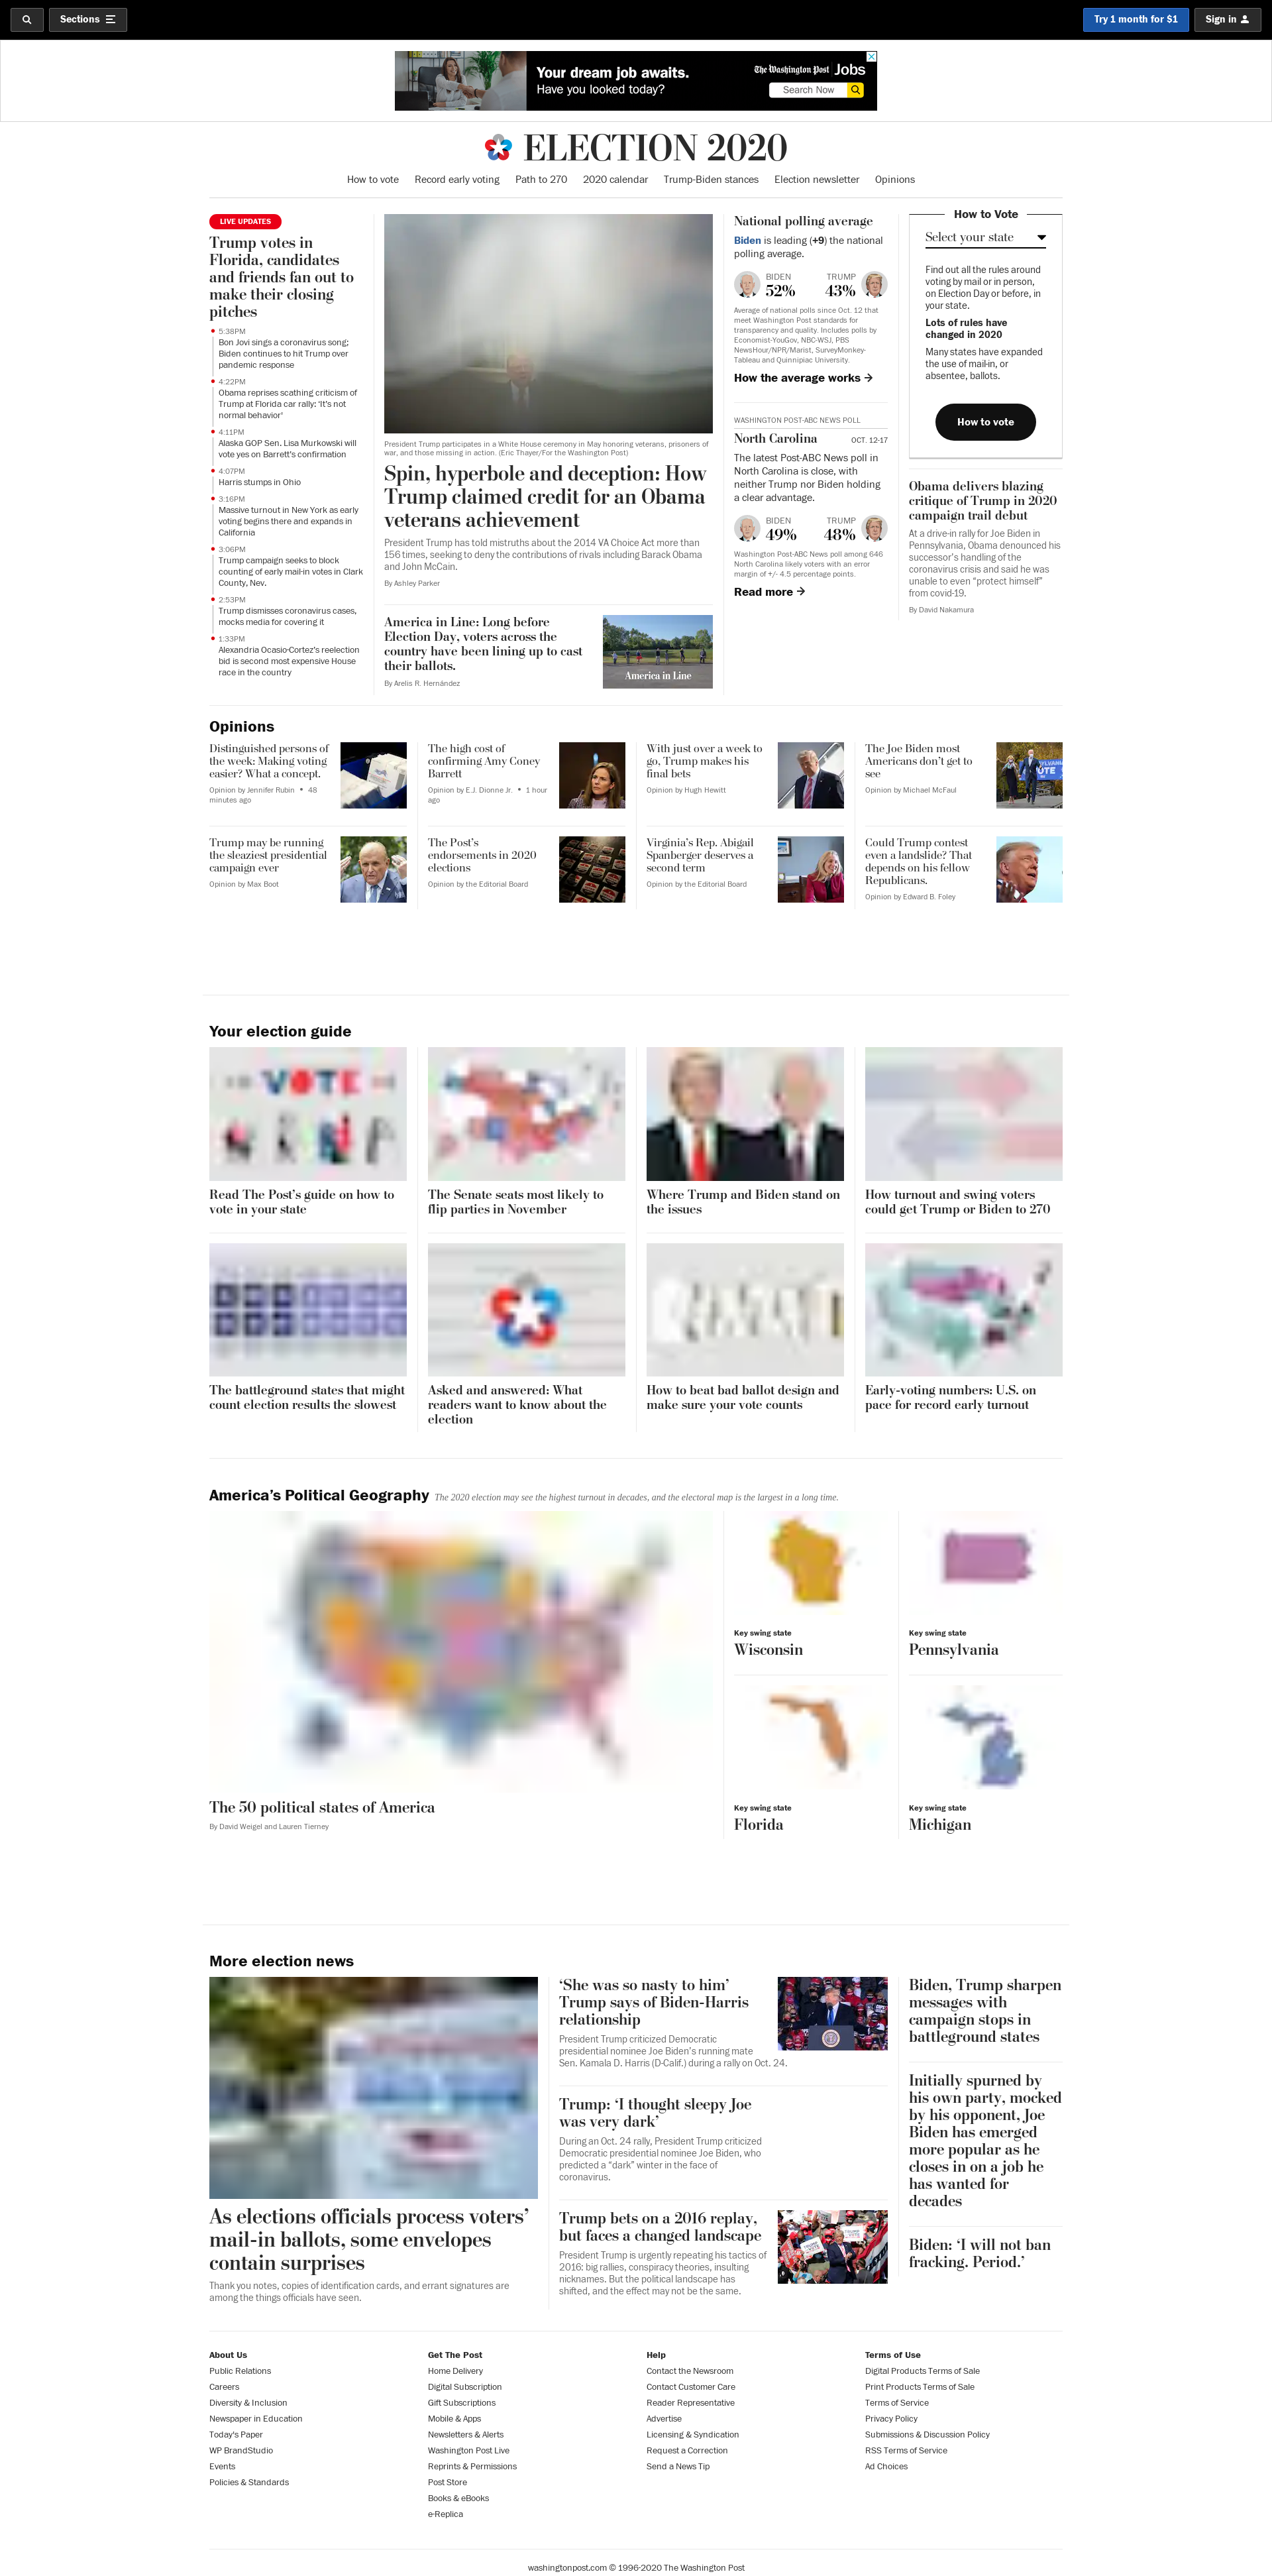 Sections
Try 1 month for $1
Sign in
Your dream job awaits.
Have you looked today?
The Washington Post Jobs
Search Now
ELECTION 2020
How to vote Record early voting Path to 270 2020 calendar Trump-Biden stances Election newsletter Opinions
LIVE UPDATES
Trump votes in
Florida, candidates
and friends fan out to
make their closing
pitches
5:38PM
Bon Jovi sings a coronavirus song;
Biden continues to hit Trump over
pandemic response
4:22PM
Obama reprises scathing criticism of
Trump at Florida car rally: 'It's not
normal behavior'
4:11PM
Alaska GOP Sen. Lisa Murkowski will
vote yes on Barrett's confirmation
4:07PM
Harris stumps in Ohio
3:16PM
Massive turnout in New York as early
voting begins there and expands in
California
3:06PM
Trump campaign seeks to block
counting of early mail-in votes in Clark
County, Nev.
2:53PM
Trump dismisses coronavirus cases,
mocks media for covering it
1:33PM
Alexandria Ocasio-Cortez's reelection
bid is second most expensive House
race in the country
President Trump participates in a White House ceremony in May honoring veterans, prisoners of
war, and those missing in action. (Eric Thayer/For the Washington Post)
Spin, hyperbole and deception: How
Trump claimed credit for an Obama
veterans achievement
President Trump has told mistruths about the 2014 VA Choice Act more than
156 times, seeking to deny the contributions of rivals including Barack Obama
and John McCain.
By Ashley Parker
America in Line: Long before
Election Day, voters across the
country have been lining up to cast
their ballots.
By Arelis R. Hernández
America in Line
National polling average
Biden is leading (+9) the national
polling average.
BIDEN
52%
TRUMP
43%
Average of national polls since Oct. 12 that
meet Washington Post standards for
transparency and quality. Includes polls by
Economist-YouGov, NBC-WSJ, PBS
NewsHour/NPR/Marist, SurveyMonkey-
Tableau and Quinnipiac University.
How the average works →
WASHINGTON POST-ABC NEWS POLL
North Carolina OCT. 12-17
The latest Post-ABC News poll in
North Carolina is close, with
neither Trump nor Biden holding
a clear advantage.
BIDEN
49%
TRUMP
48%
Washington Post-ABC News poll among 646
North Carolina likely voters with an error
margin of +/- 4.5 percentage points.
Read more →
How to Vote
Select your state
Find out all the rules around
voting by mail or in person,
on Election Day or before, in
your state.
Lots of rules have
changed in 2020
Many states have expanded
the use of mail-in, or
absentee, ballots.
How to vote
Obama delivers blazing
critique of Trump in 2020
campaign trail debut
At a drive-in rally for Joe Biden in
Pennsylvania, Obama denounced his
successor's handling of the
coronavirus crisis and said he was
unable to even "protect himself"
from covid-19.
By David Nakamura
Opinions
Distinguished persons of
the week: Making voting
easier? What a concept.
Opinion by Jennifer Rubin • 48
minutes ago
The high cost of
confirming Amy Coney
Barrett
Opinion by E.J. Dionne Jr. • 1 hour
ago
With just over a week to
go, Trump makes his
final bets
Opinion by Hugh Hewitt
The Joe Biden most
Americans don't get to
see
Opinion by Michael McFaul
Trump may be running
the sleaziest presidential
campaign ever
Opinion by Max Boot
The Post's
endorsements in 2020
elections
Opinion by the Editorial Board
Virginia's Rep. Abigail
Spanberger deserves a
second term
Opinion by the Editorial Board
Could Trump contest
even a landslide? That
depends on his fellow
Republicans.
Opinion by Edward B. Foley
Your election guide
VOTE
Read The Post's guide on how to
vote in your state
The Senate seats most likely to
flip parties in November
Where Trump and Biden stand on
the issues
How turnout and swing voters
could get Trump or Biden to 270
The battleground states that might
count election results the slowest
Asked and answered: What
readers want to know about the
election
How to beat bad ballot design and
make sure your vote counts
Early-voting numbers: U.S. on
pace for record early turnout
America's Political Geography The 2020 election may see the highest turnout in decades, and the electoral map is the largest in a long time.
The 50 political states of America
By David Weigel and Lauren Tierney
Key swing state
Wisconsin
Key swing state
Pennsylvania
Key swing state
Florida
Key swing state
Michigan
More election news
As elections officials process voters'
mail-in ballots, some envelopes
contain surprises
Thank you notes, copies of identification cards, and errant signatures are
among the things officials have seen.
'She was so nasty to him'
Trump says of Biden-Harris
relationship
President Trump criticized Democratic
presidential nominee Joe Biden's running mate
Sen. Kamala D. Harris (D-Calif.) during a rally on Oct. 24.
Trump: 'I thought sleepy Joe
was very dark'
During an Oct. 24 rally, President Trump criticized
Democratic presidential nominee Joe Biden, who
predicted a "dark" winter in the face of
coronavirus.
Trump bets on a 2016 replay,
but faces a changed landscape
President Trump is urgently repeating his tactics of
2016: big rallies, conspiracy theories, insulting
nicknames. But the political landscape has
shifted, and the effect may not be the same.
Biden, Trump sharpen
messages with
campaign stops in
battleground states
Initially spurned by
his own party, mocked
by his opponent, Joe
Biden has emerged
more popular as he
closes in on a job he
has wanted for
decades
Biden: 'I will not ban
fracking. Period.'
About Us
Public Relations
Careers
Diversity & Inclusion
Newspaper in Education
Today's Paper
WP BrandStudio
Events
Policies & Standards
Get The Post
Home Delivery
Digital Subscription
Gift Subscriptions
Mobile & Apps
Newsletters & Alerts
Washington Post Live
Reprints & Permissions
Post Store
Books & eBooks
e-Replica
Help
Contact the Newsroom
Contact Customer Care
Reader Representative
Advertise
Licensing & Syndication
Request a Correction
Send a News Tip
Terms of Use
Digital Products Terms of Sale
Print Products Terms of Sale
Terms of Service
Privacy Policy
Submissions & Discussion Policy
RSS Terms of Service
Ad Choices
washingtonpost.com © 1996-2020 The Washington Post